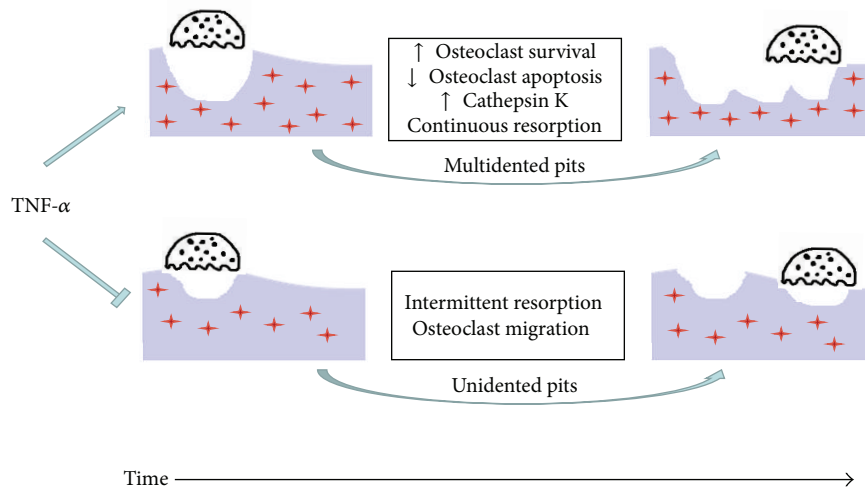 ↑ Osteoclast survival
↓ Osteoclast apoptosis
↑ Cathepsin K
Continuous resorption
Multidented pits
TNF-α
Intermittent resorption
Osteoclast migration
Unidented pits
Time